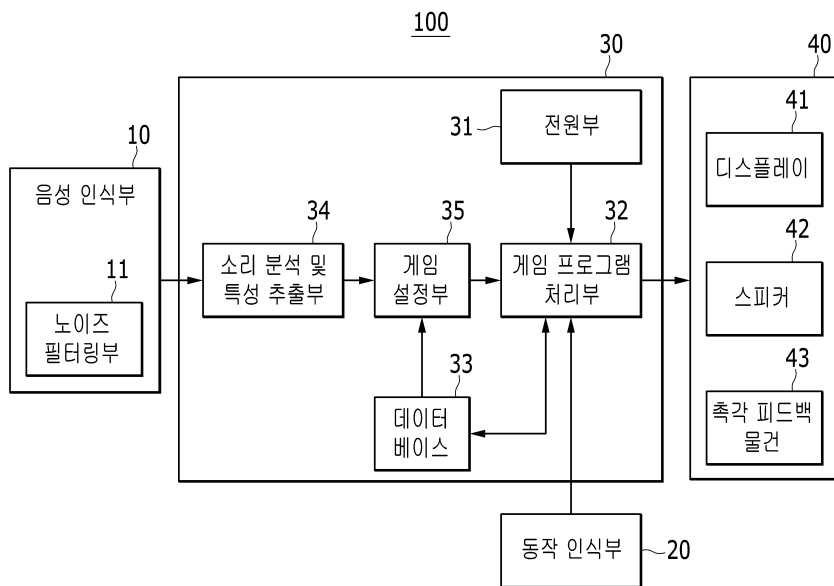 100
30
40
31
전원부
41
디스플레이
10
음성 인식부
34
소리 분석 및
특성 추출부
35
게임
설정부
32
게임 프로그램
처리부
42
스피커
11
노이즈
필터링부
33
데이터
베이스
43
촉각 피드백
물건
동작 인식부
20